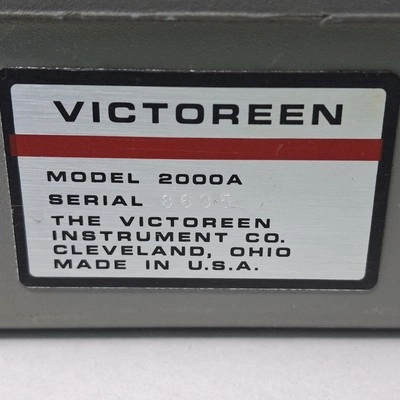 VICTOREEN
MODEL 2000A
SERIAL
THE VICTOREEN
INSTRUMENT CO.
CLEVELAND, OHIO
MADE IN U.S.A.